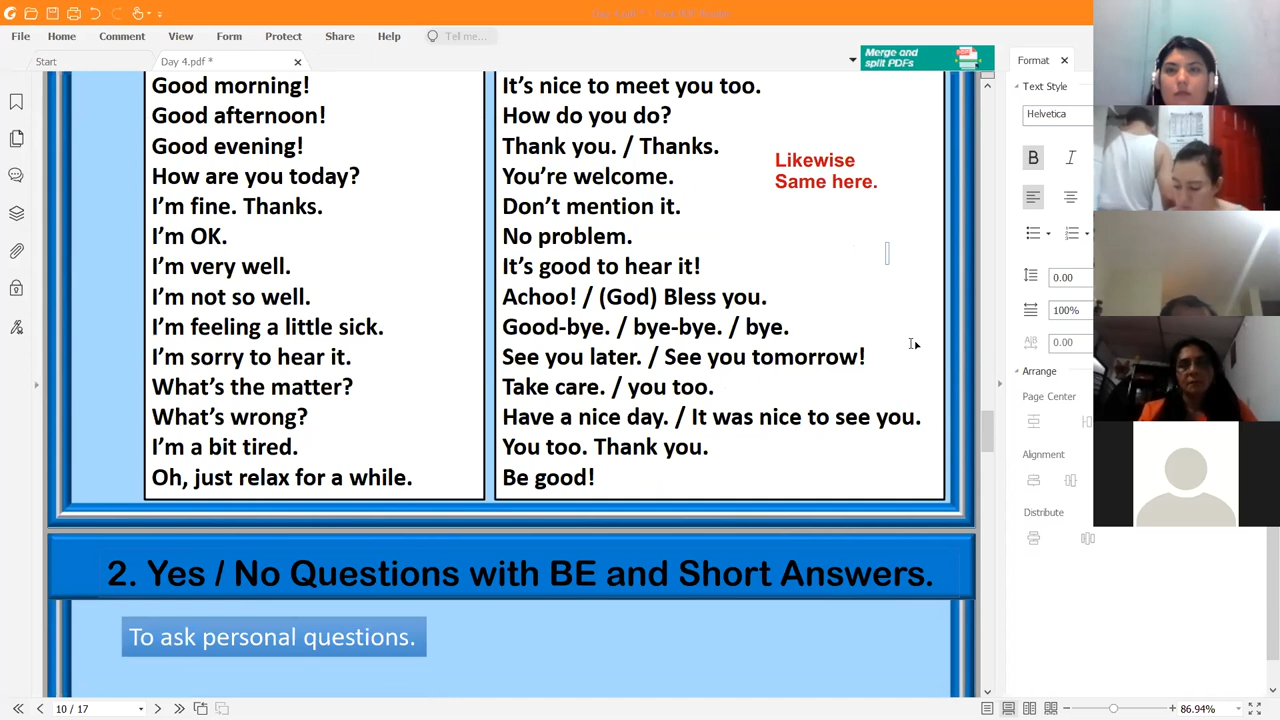 File Home Comment View Form Protect Share Help Tell me...
Start Day 4.pdf * Merge and split PDFs
Format
Text Style
Helvetica
B I
0.00
100%
0.00
Arrange
Page Center
Alignment
Distribute
Good morning!
Good afternoon!
Good evening!
How are you today?
I'm fine. Thanks.
I'm OK.
I'm very well.
I'm not so well.
I'm feeling a little sick.
I'm sorry to hear it.
What's the matter?
What's wrong?
I'm a bit tired.
Oh, just relax for a while.
It's nice to meet you too.
How do you do?
Thank you. / Thanks.
You're welcome.
Don't mention it.
No problem.
It's good to hear it!
Achoo! / (God) Bless you.
Good-bye. / bye-bye. / bye.
See you later. / See you tomorrow!
Take care. / you too.
Have a nice day. / It was nice to see you.
You too. Thank you.
Be good!
Likewise
Same here.
2. Yes / No Questions with BE and Short Answers.
To ask personal questions.
10 / 17
86.94%